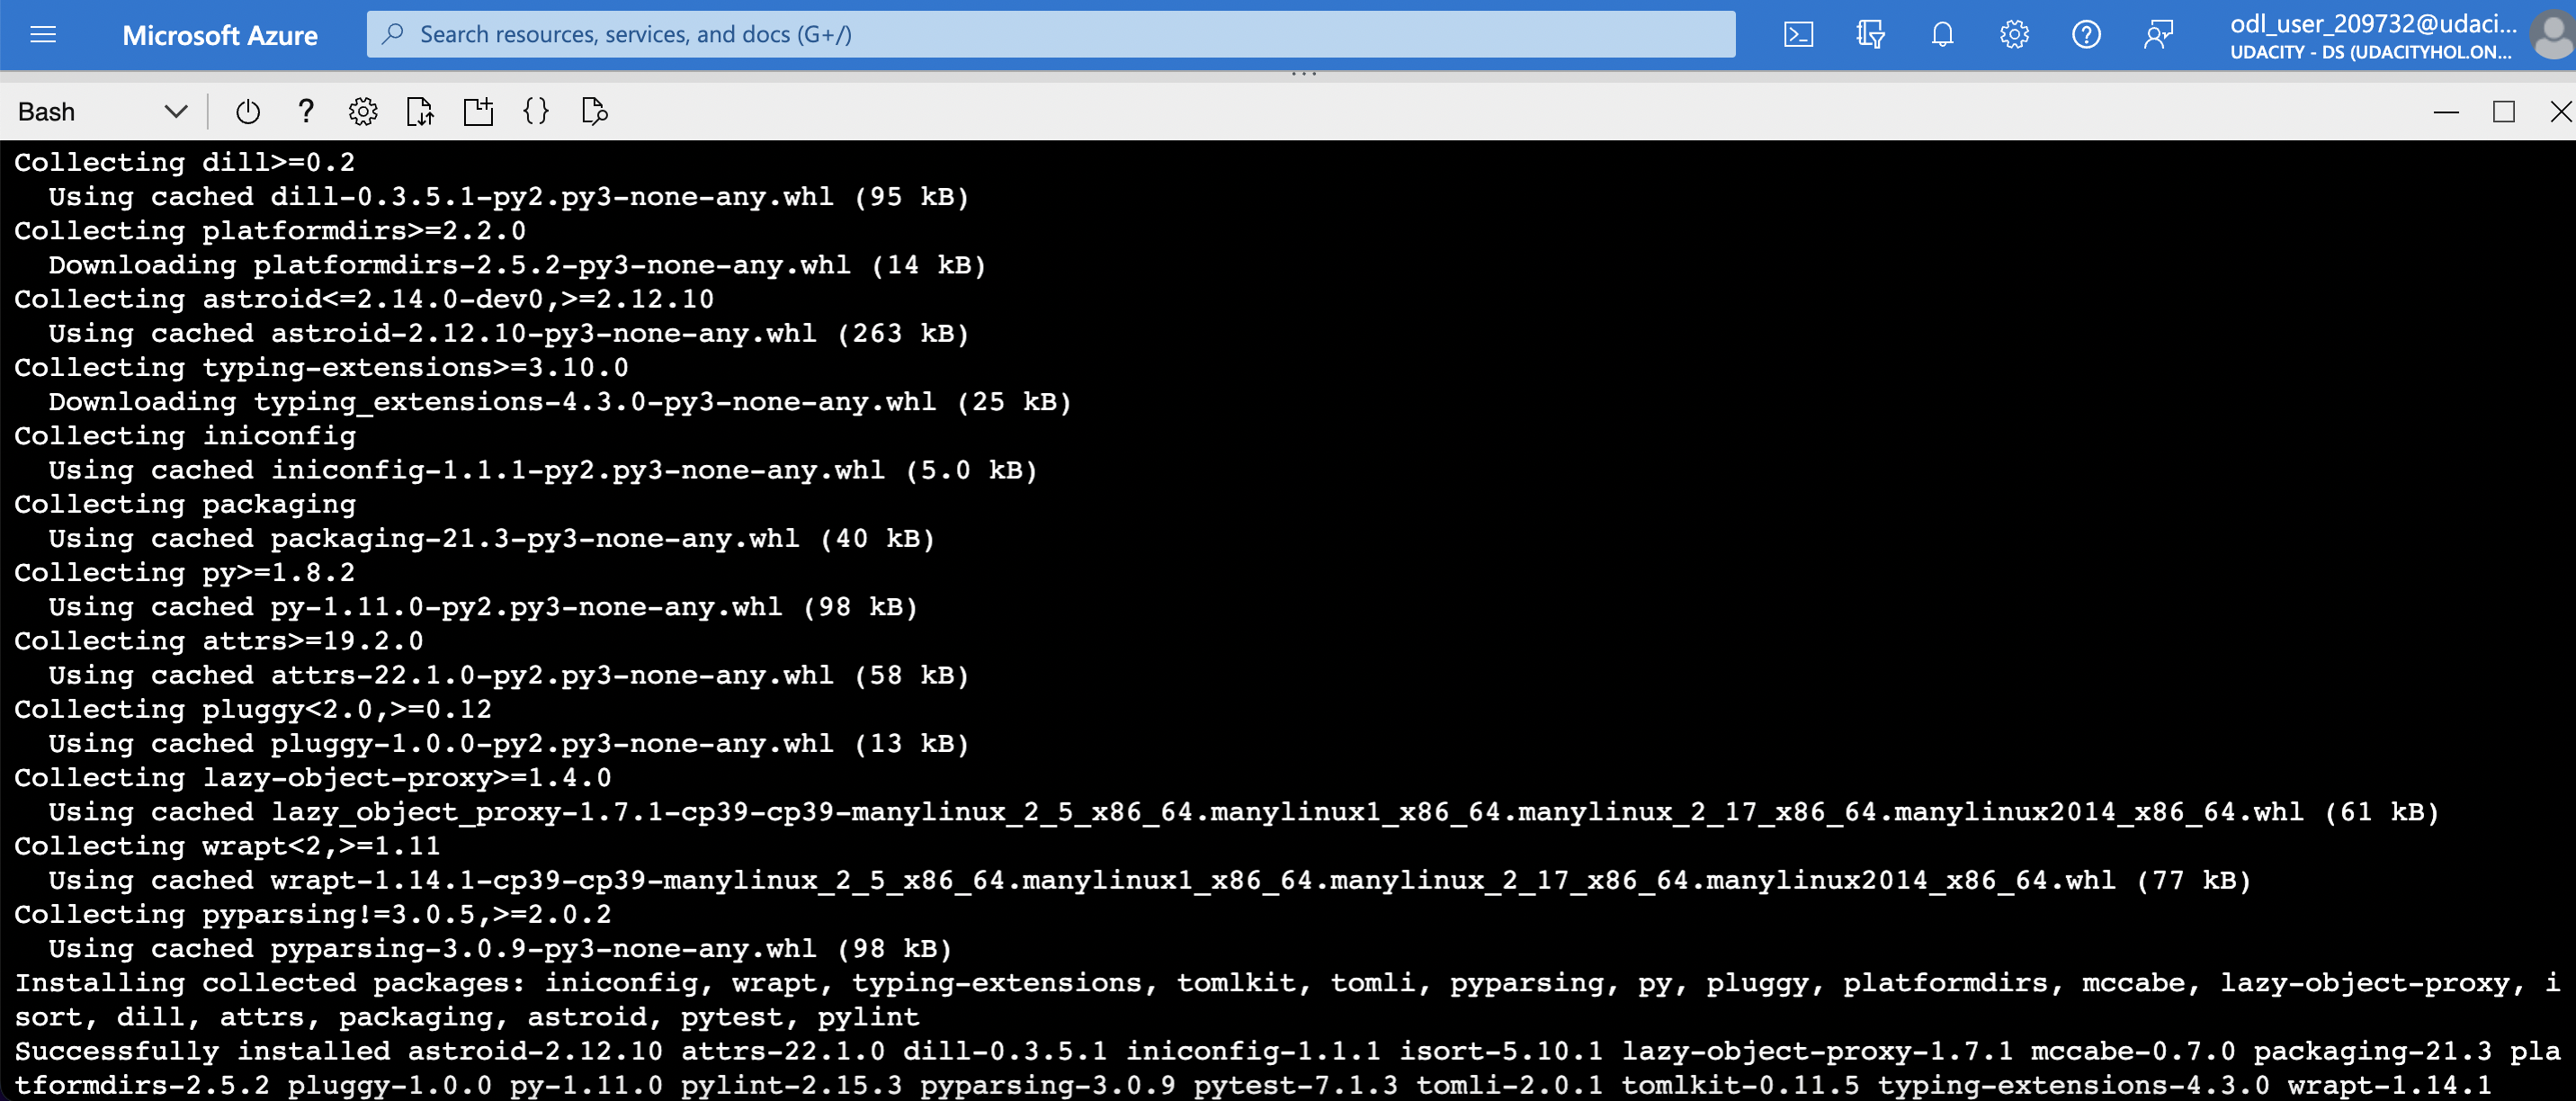 Microsoft Azure
Search resources, services, and docs (G+/)
odl_user_209732@udaci...
UDACITY - DS (UDACITYHOL.ON...
Bash
Collecting dill>=0.2
  Using cached dill-0.3.5.1-py2.py3-none-any.whl (95 kB)
Collecting platformdirs>=2.2.0
  Downloading platformdirs-2.5.2-py3-none-any.whl (14 kB)
Collecting astroid<=2.14.0-dev0,>=2.12.10
  Using cached astroid-2.12.10-py3-none-any.whl (263 kB)
Collecting typing-extensions>=3.10.0
  Downloading typing_extensions-4.3.0-py3-none-any.whl (25 kB)
Collecting iniconfig
  Using cached iniconfig-1.1.1-py2.py3-none-any.whl (5.0 kB)
Collecting packaging
  Using cached packaging-21.3-py3-none-any.whl (40 kB)
Collecting py>=1.8.2
  Using cached py-1.11.0-py2.py3-none-any.whl (98 kB)
Collecting attrs>=19.2.0
  Using cached attrs-22.1.0-py2.py3-none-any.whl (58 kB)
Collecting pluggy<2.0,>=0.12
  Using cached pluggy-1.0.0-py2.py3-none-any.whl (13 kB)
Collecting lazy-object-proxy>=1.4.0
  Using cached lazy_object_proxy-1.7.1-cp39-cp39-manylinux_2_5_x86_64.manylinux1_x86_64.manylinux_2_17_x86_64.manylinux2014_x86_64.whl (61 kB)
Collecting wrapt<2,>=1.11
  Using cached wrapt-1.14.1-cp39-cp39-manylinux_2_5_x86_64.manylinux1_x86_64.manylinux_2_17_x86_64.manylinux2014_x86_64.whl (77 kB)
Collecting pyparsing!=3.0.5,>=2.0.2
  Using cached pyparsing-3.0.9-py3-none-any.whl (98 kB)
Installing collected packages: iniconfig, wrapt, typing-extensions, tomlkit, tomli, pyparsing, py, pluggy, platformdirs, mccabe, lazy-object-proxy, i
sort, dill, attrs, packaging, astroid, pytest, pylint
Successfully installed astroid-2.12.10 attrs-22.1.0 dill-0.3.5.1 iniconfig-1.1.1 isort-5.10.1 lazy-object-proxy-1.7.1 mccabe-0.7.0 packaging-21.3 pla
tformdirs-2.5.2 pluggy-1.0.0 py-1.11.0 pylint-2.15.3 pyparsing-3.0.9 pytest-7.1.3 tomli-2.0.1 tomlkit-0.11.5 typing-extensions-4.3.0 wrapt-1.14.1